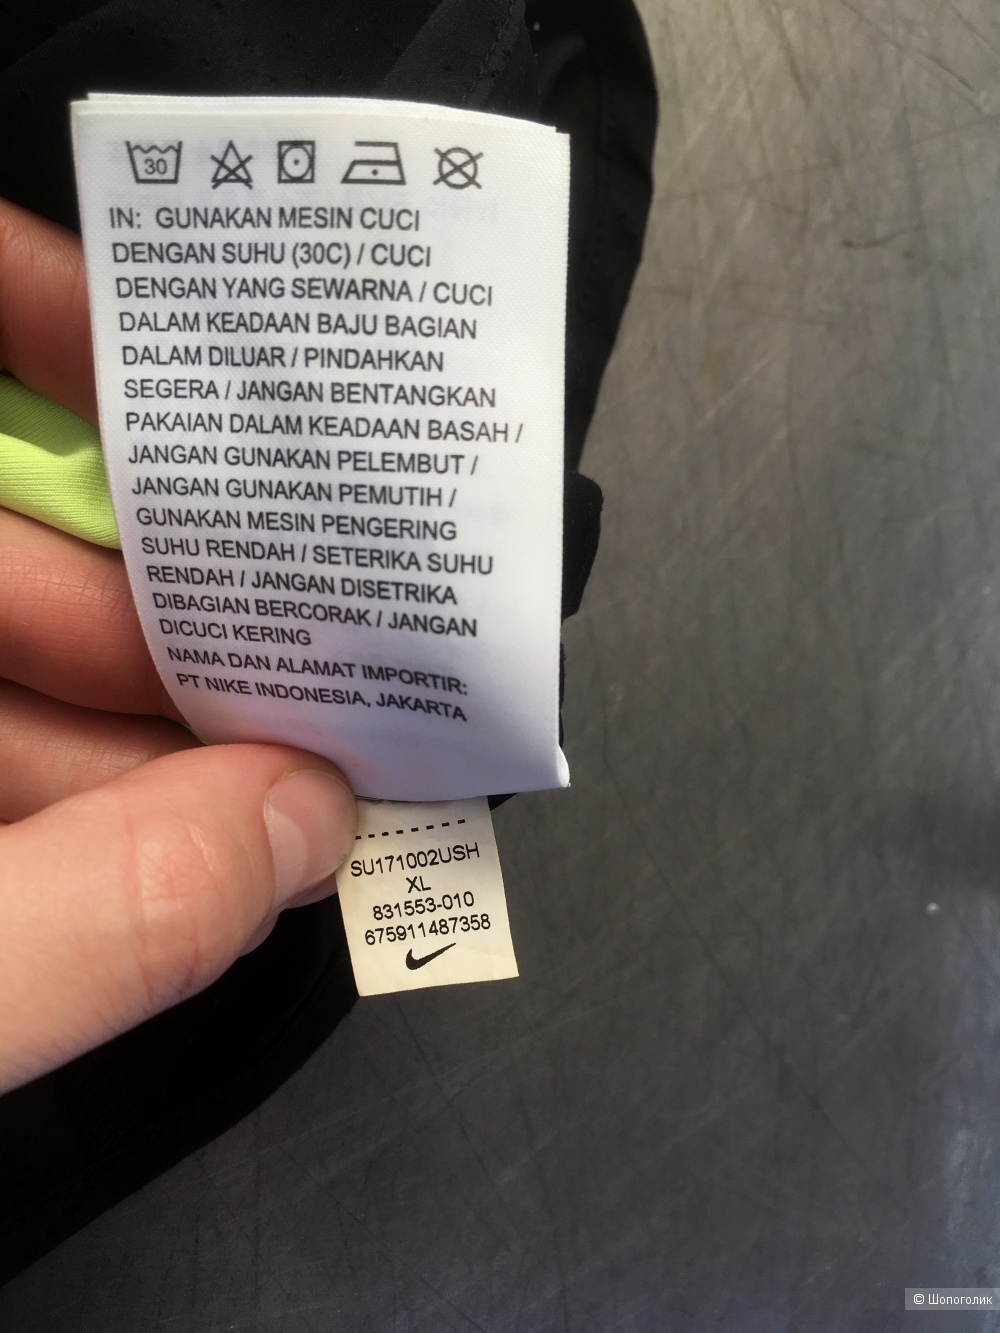 30
IN: GUNAKAN MESIN CUCI
DENGAN SUHU (30C) / CUCI
DENGAN YANG SEWARNA / CUCI
DALAM KEADAAN BAJU BAGIAN
DALAM DILUAR / PINDAHKAN
SEGERA / JANGAN BENTANGKAN
PAKAIAN DALAM KEADAAN BASAH /
JANGAN GUNAKAN PELEMBUT /
JANGAN GUNAKAN PEMUTIH /
GUNAKAN MESIN PENGERING
SUHU RENDAH / SETERIKA SUHU
RENDAH / JANGAN DISETRIKA
DIBAGIAN BERCORAK / JANGAN
DICUCI KERING
NAMA DAN ALAMAT IMPORTIR:
PT NIKE INDONESIA, JAKARTA
SU171002USH
XL
831553-010
675911487358
© Шопоголик